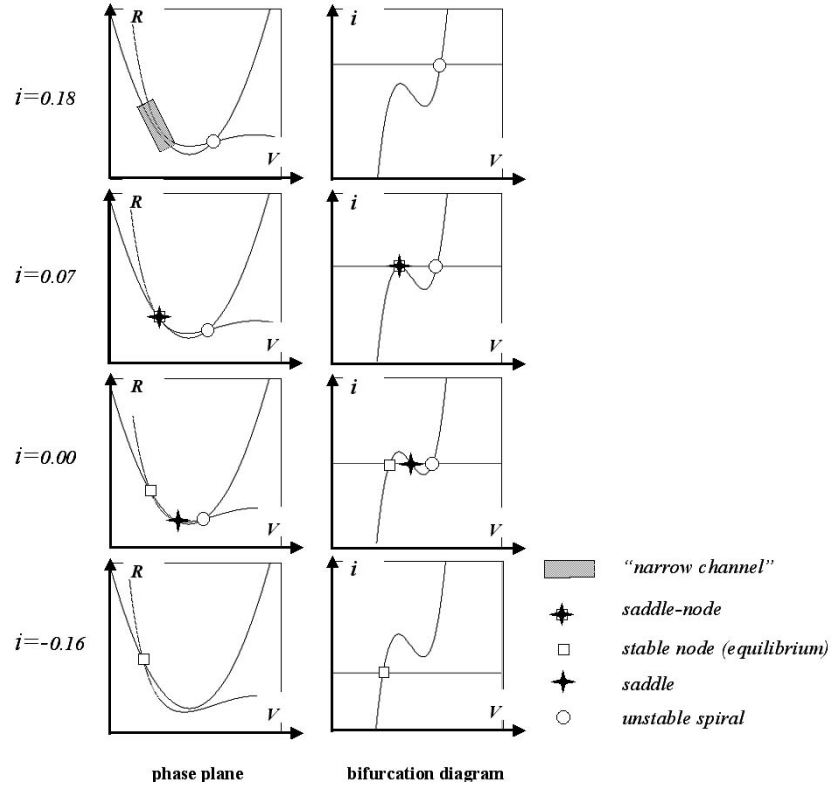 R
i
i=0.18
V
V
R
i
i=0.07
V
V
R
i
i=0.00
V
V
R
i
i=-0.16
V
V
"narrow channel"
saddle-node
stable node (equilibrium)
saddle
unstable spiral
phase plane
bifurcation diagram